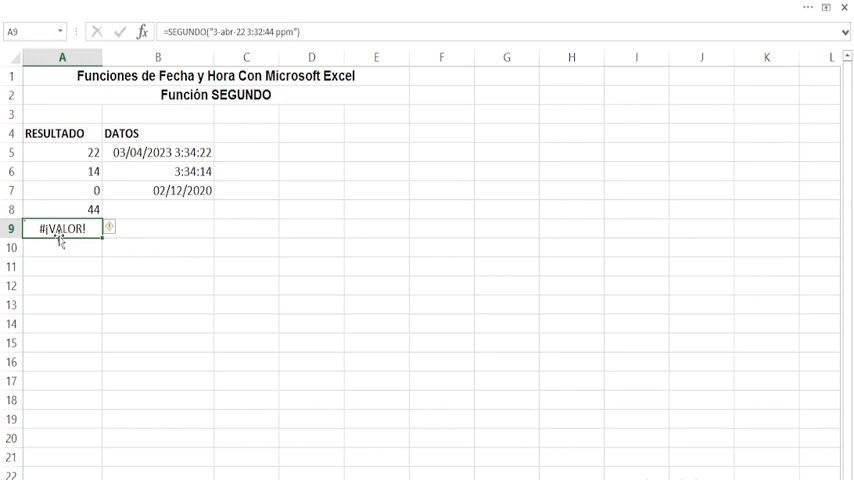 A9 fx =SEGUNDO("3-abr-22 3:32:44 ppm")
A B C D E F G H I J K L
1 Funciones de Fecha y Hora Con Microsoft Excel
2 Función SEGUNDO
3
4 RESULTADO DATOS
5 22 03/04/2023 3:34:22
6 14 3:34:14
7 0 02/12/2020
8 44
9 #¡VALOR!
10
11
12
13
14
15
16
17
18
19
20
21
22